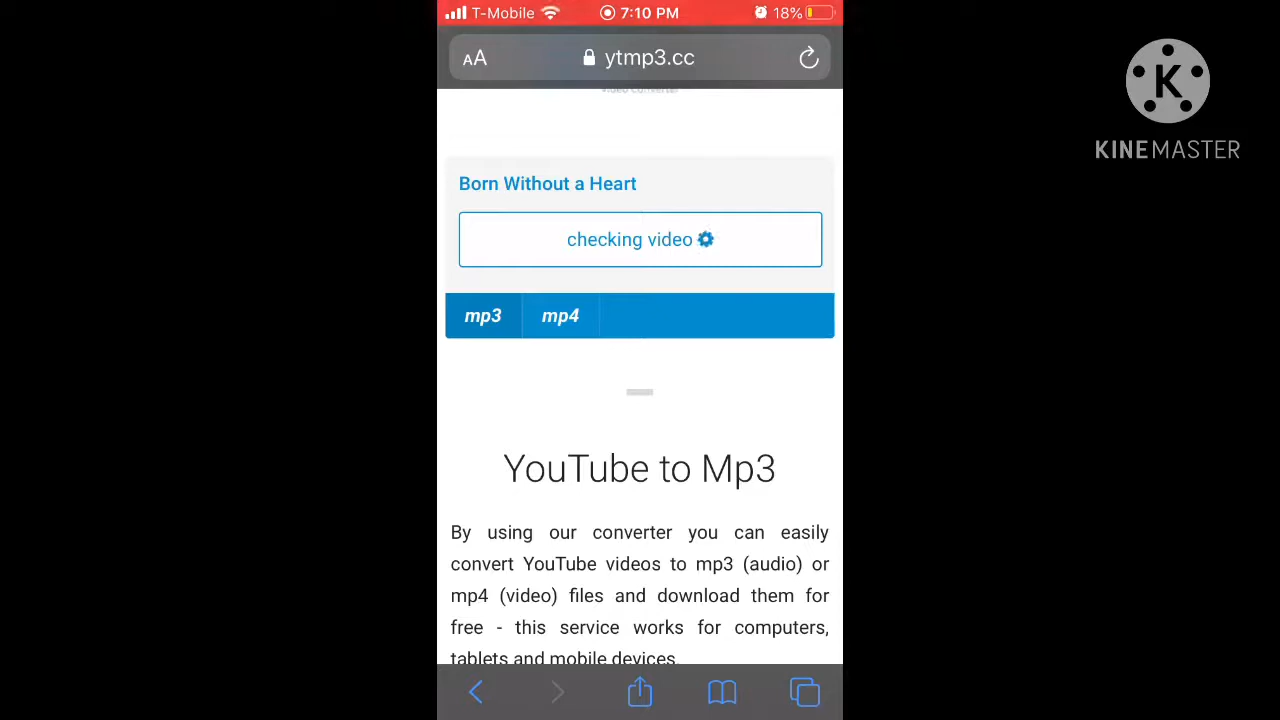 T-Mobile 7:10 PM 18%
AA ytmp3.cc
Video Converter
K
KINEMASTER
Born Without a Heart
checking video
mp3 mp4
YouTube to Mp3
By using our converter you can easily
convert YouTube videos to mp3 (audio) or
mp4 (video) files and download them for
free - this service works for computers,
tablets and mobile devices.